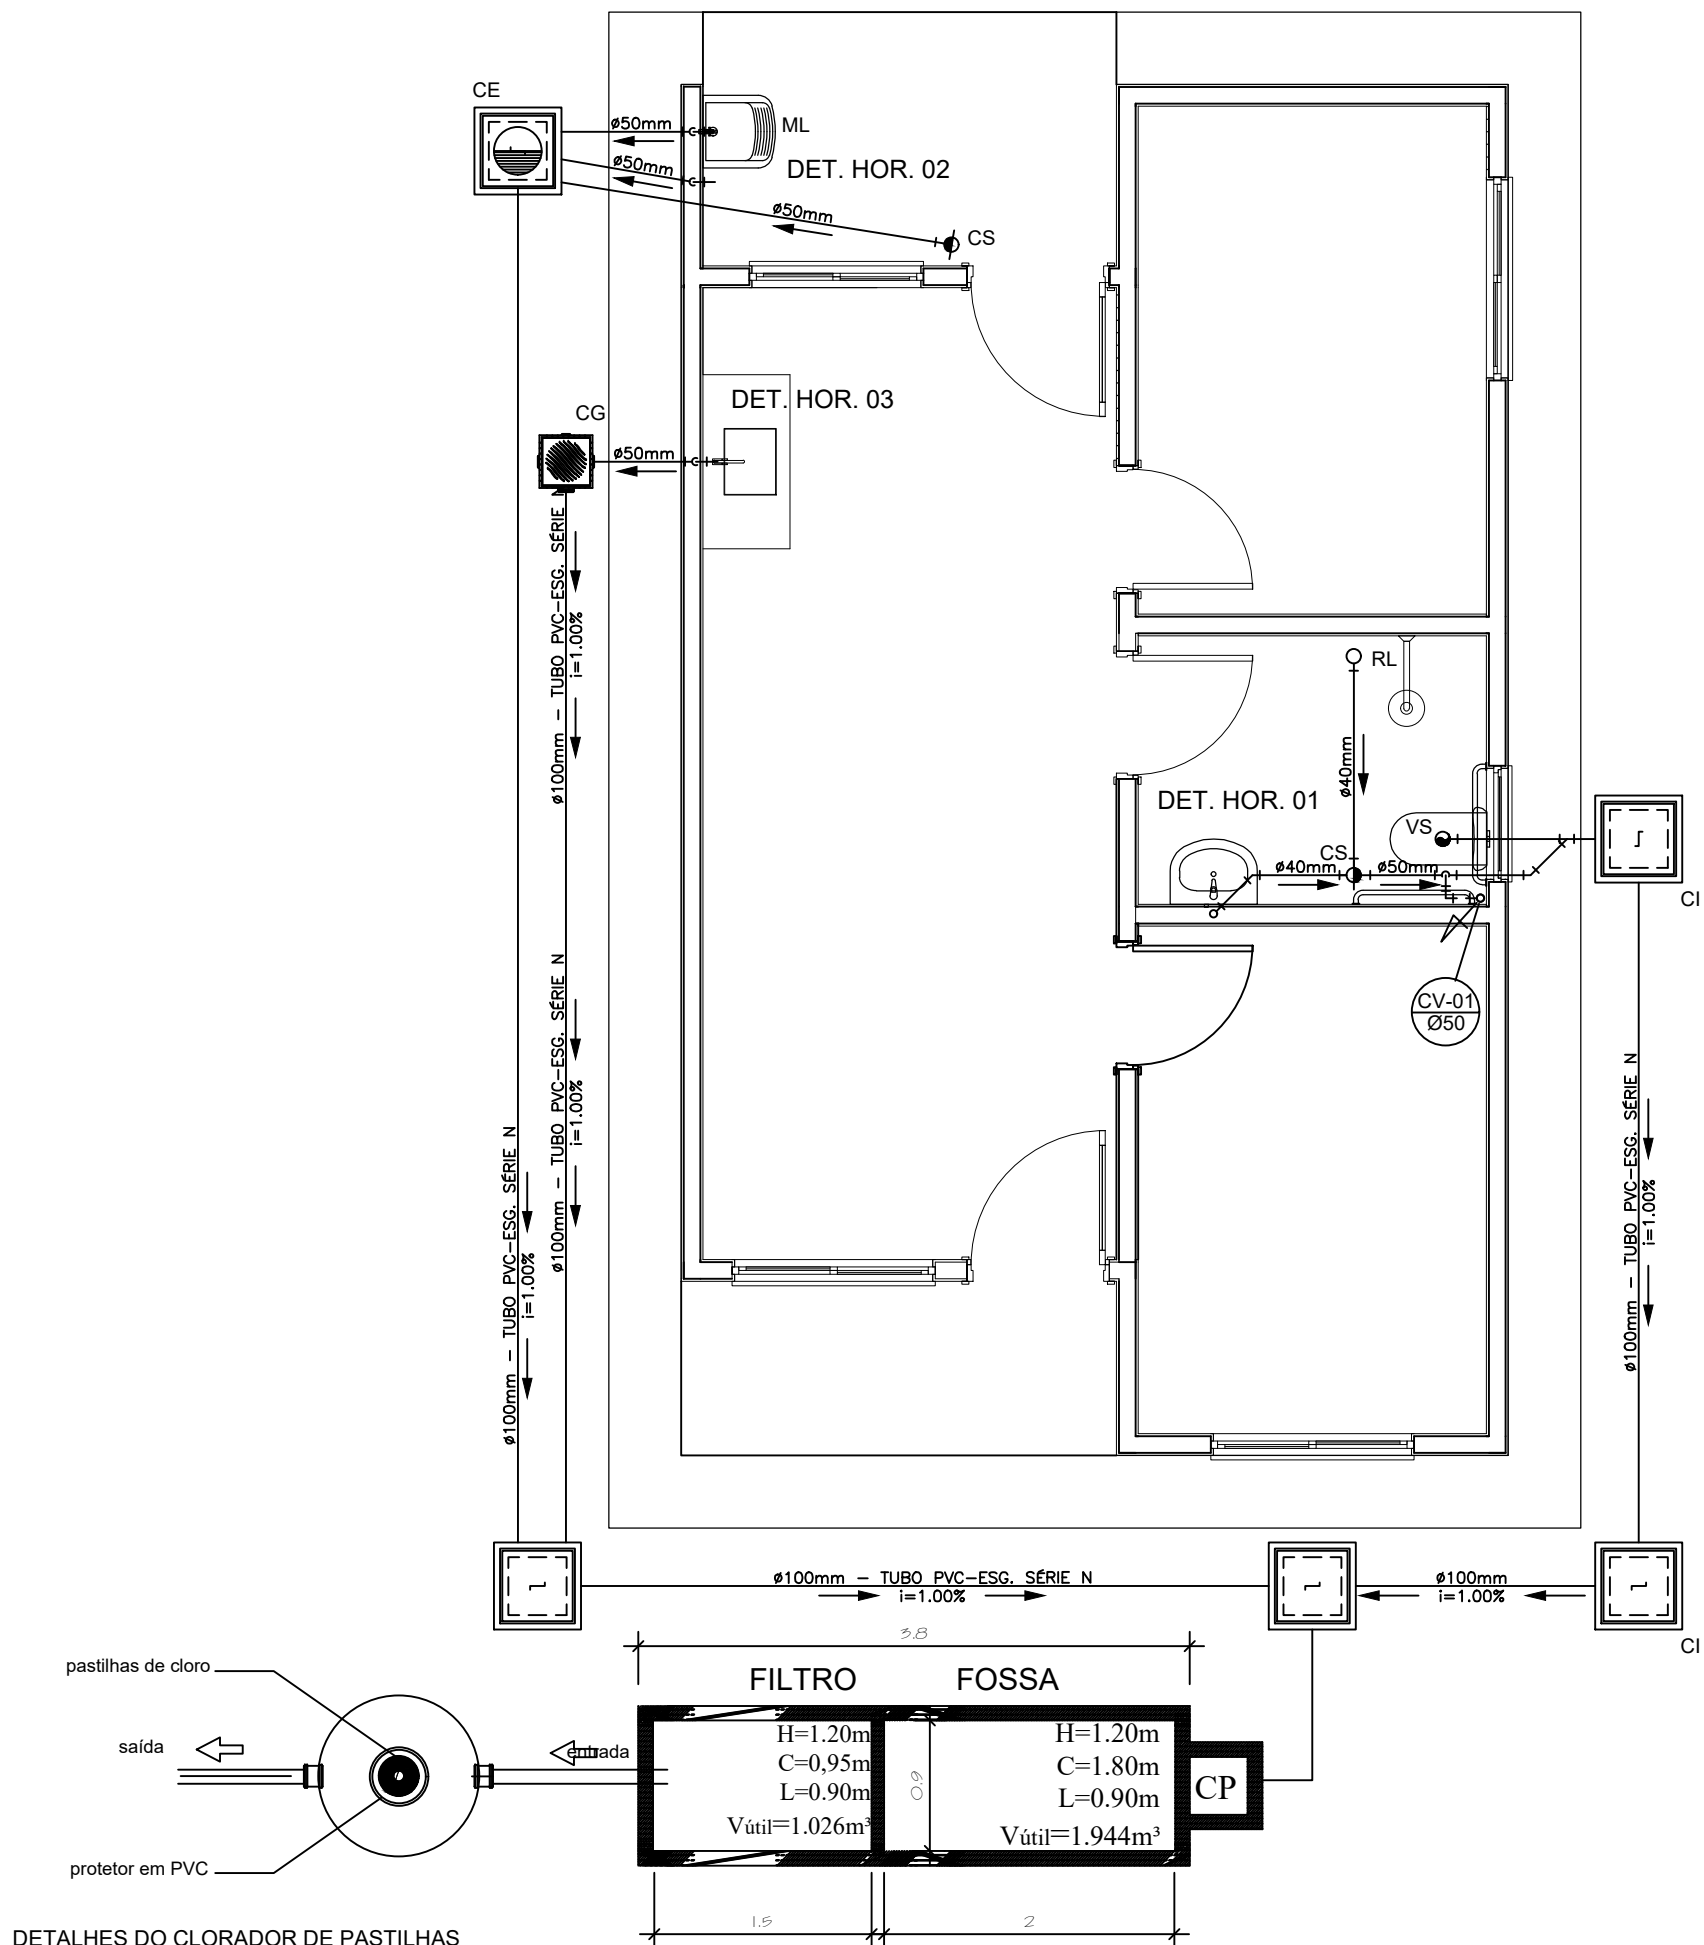 CE
ø50mm
ML
ø50mm
DET. HOR. 02
ø50mm
CS
DET. HOR. 03
CG
ø50mm
ø100mm – TUBO PVC–ESG. SÉRIE N
i=1.00%
RL
ø40mm
DET. HOR. 01
VS
CS
ø40mm
ø50mm
CI
CV-01
Ø50
ø100mm – TUBO PVC–ESG. SÉRIE N
i=1.00%
ø100mm – TUBO PVC–ESG. SÉRIE N
i=1.00%
ø100mm – TUBO PVC–ESG. SÉRIE N
i=1.00%
ø100mm – TUBO PVC–ESG. SÉRIE N
i=1.00%
ø100mm
i=1.00%
CI
3.8
pastilhas de cloro
FILTRO
FOSSA
saída
entrada
H=1.20m
C=0,95m
L=0.90m
Vútil=1.026m³
0.9
H=1.20m
C=1.80m
L=0.90m
Vútil=1.944m³
CP
protetor em PVC
1.5
2
DETALHES DO CLORADOR DE PASTILHAS